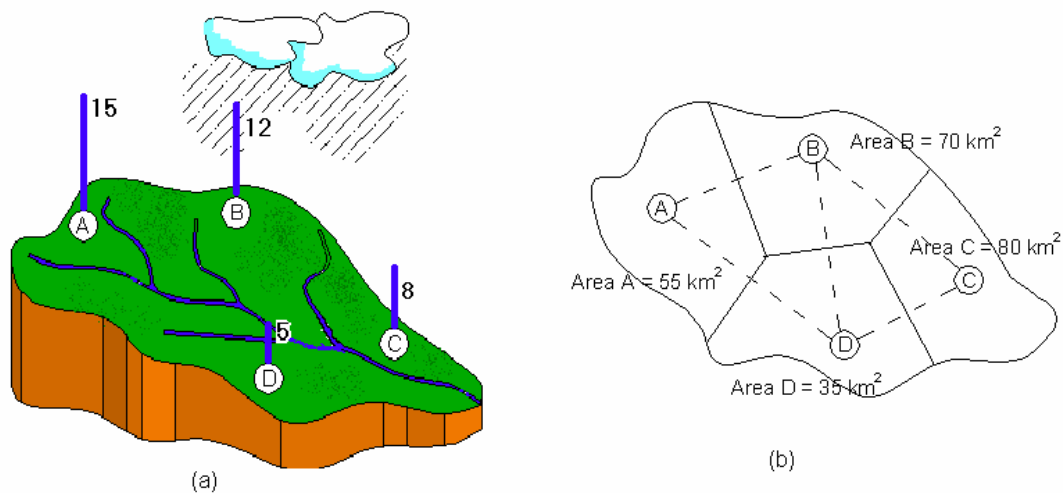 15
12
A
B
8
5
C
D
(a)
B
Area B = 70 km²
A
Area C = 80 km²
C
Area A = 55 km²
D
Area D = 35 km²
(b)